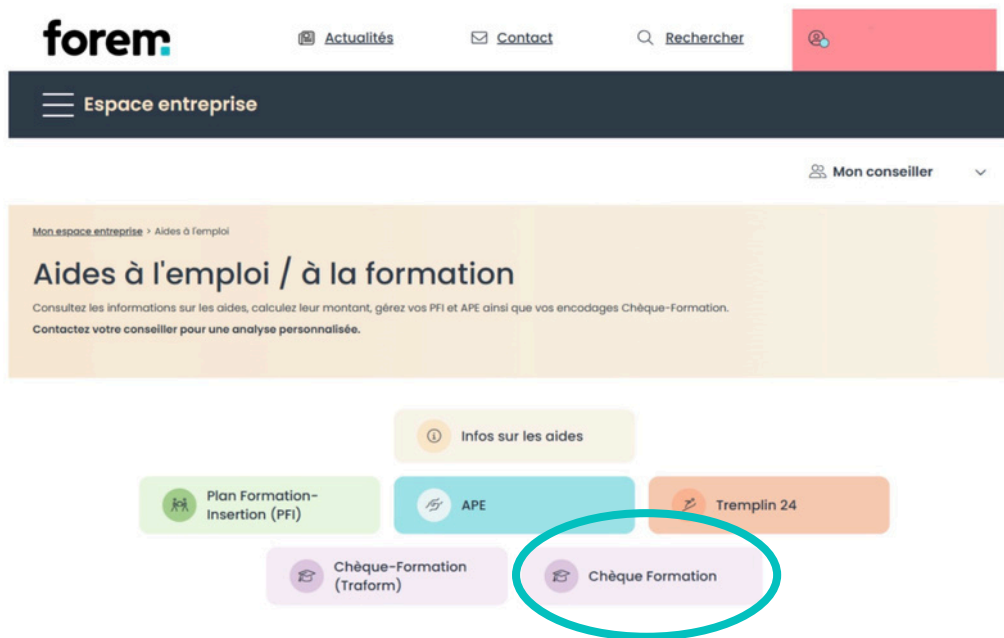 forem
Actualités
Contact
Rechercher
Espace entreprise
Mon conseiller
Mon espace entreprise > Aides à l'emploi
Aides à l'emploi / à la formation
Consultez les informations sur les aides, calculez leur montant, gérez vos PFI et APE ainsi que vos encodages Chèque-Formation.
Contactez votre conseiller pour une analyse personnalisée.
Infos sur les aides
Plan Formation-
Insertion (PFI)
APE
Tremplin 24
Chèque-Formation
(Traform)
Chèque Formation